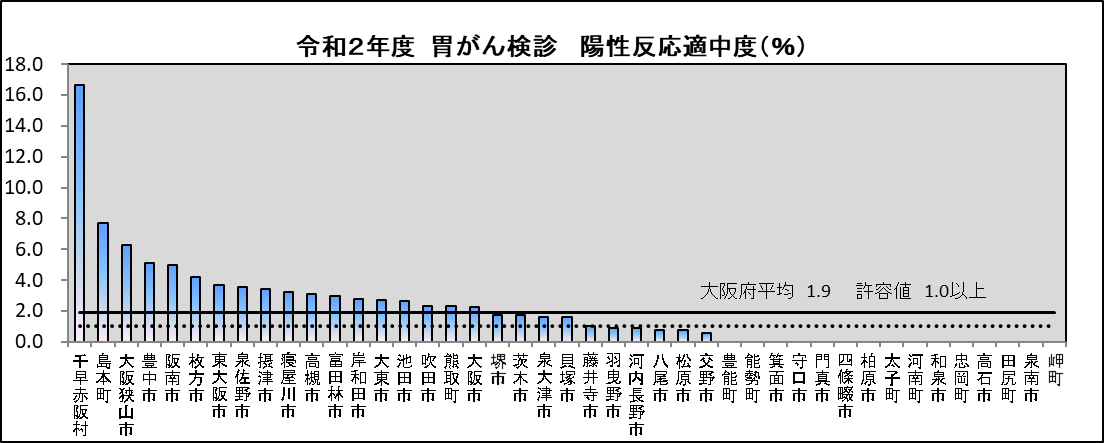 令和２年度 胃がん検診 陽性反応適中度（％）
18.0
16.0
14.0
12.0
10.0
8.0
6.0
4.0
2.0
0.0
大阪府平均 1.9 許容値 1.0以上
千早赤阪村
島本町
大阪狭山市
豊中市
阪南市
枚方市
東大阪市
泉佐野市
摂津市
寝屋川市
高槻市
富田林市
岸和田市
大東市
池田市
吹田市
熊取町
大阪市
堺市
茨木市
泉大津市
貝塚市
藤井寺市
羽曳野市
河内長野市
八尾市
松原市
交野市
豊能町
能勢町
箕面市
守口市
門真市
四條畷市
柏原市
太子町
河南町
和泉市
忠岡町
高石市
田尻町
泉南市
岬町